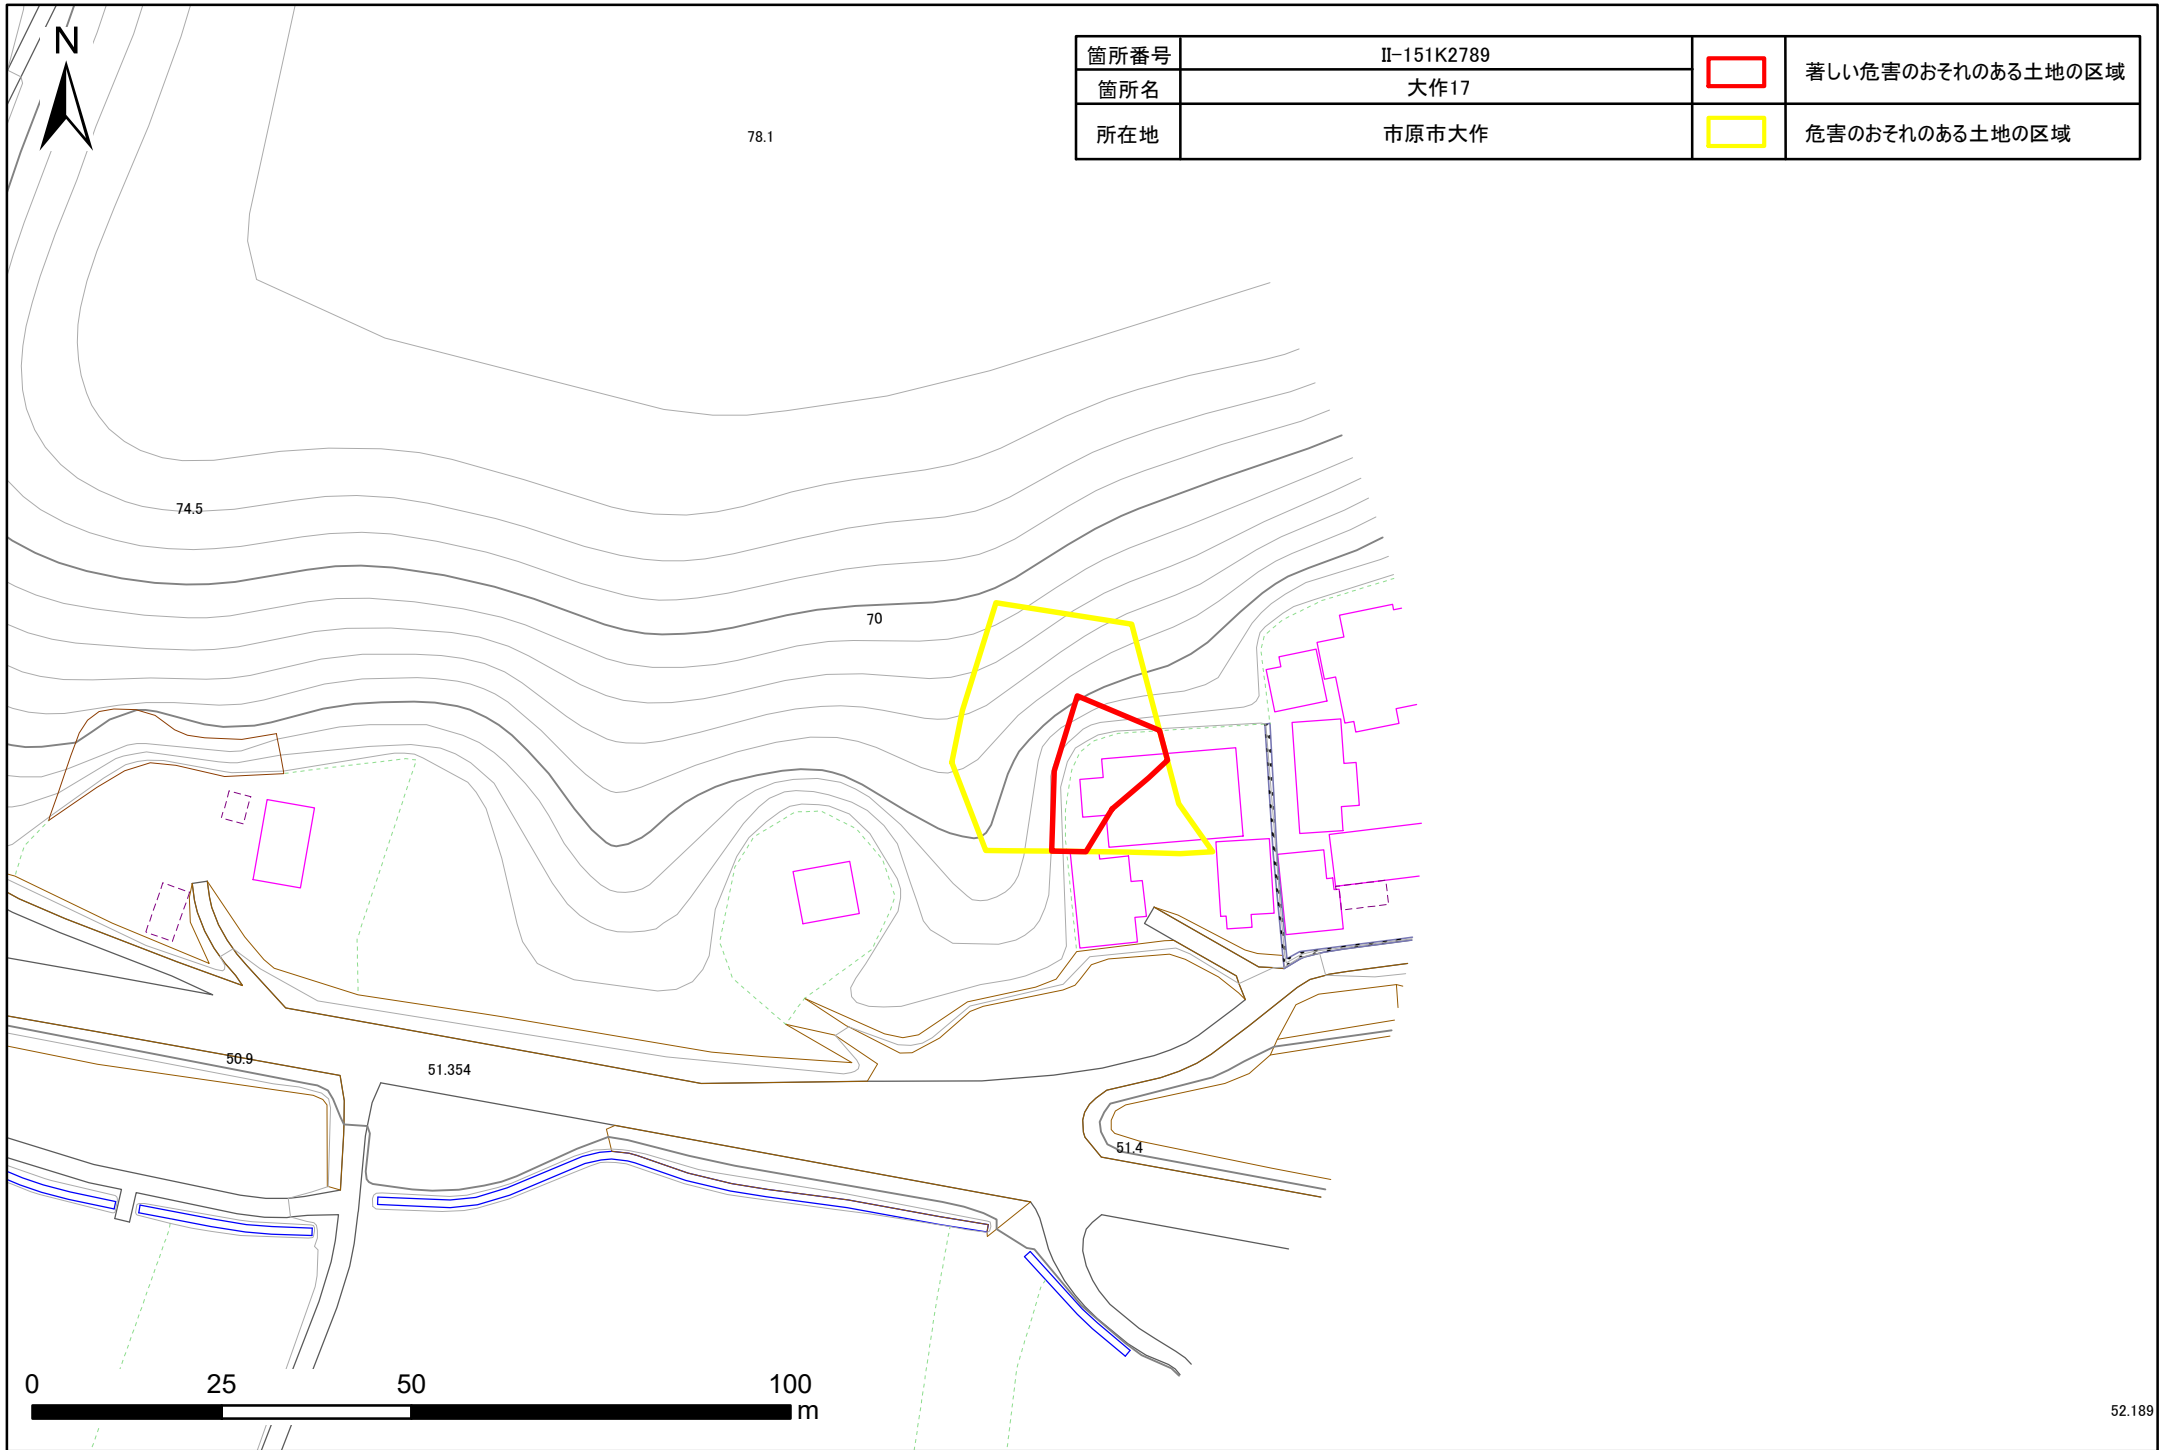 N
箇所番号 II-151K2789 著しい危害のおそれのある土地の区域
箇所名 大作17
所在地 市原市大作 危害のおそれのある土地の区域
78.1
74.5
70
50.9
51.354
51.4
0 25 50 100
m
52.189